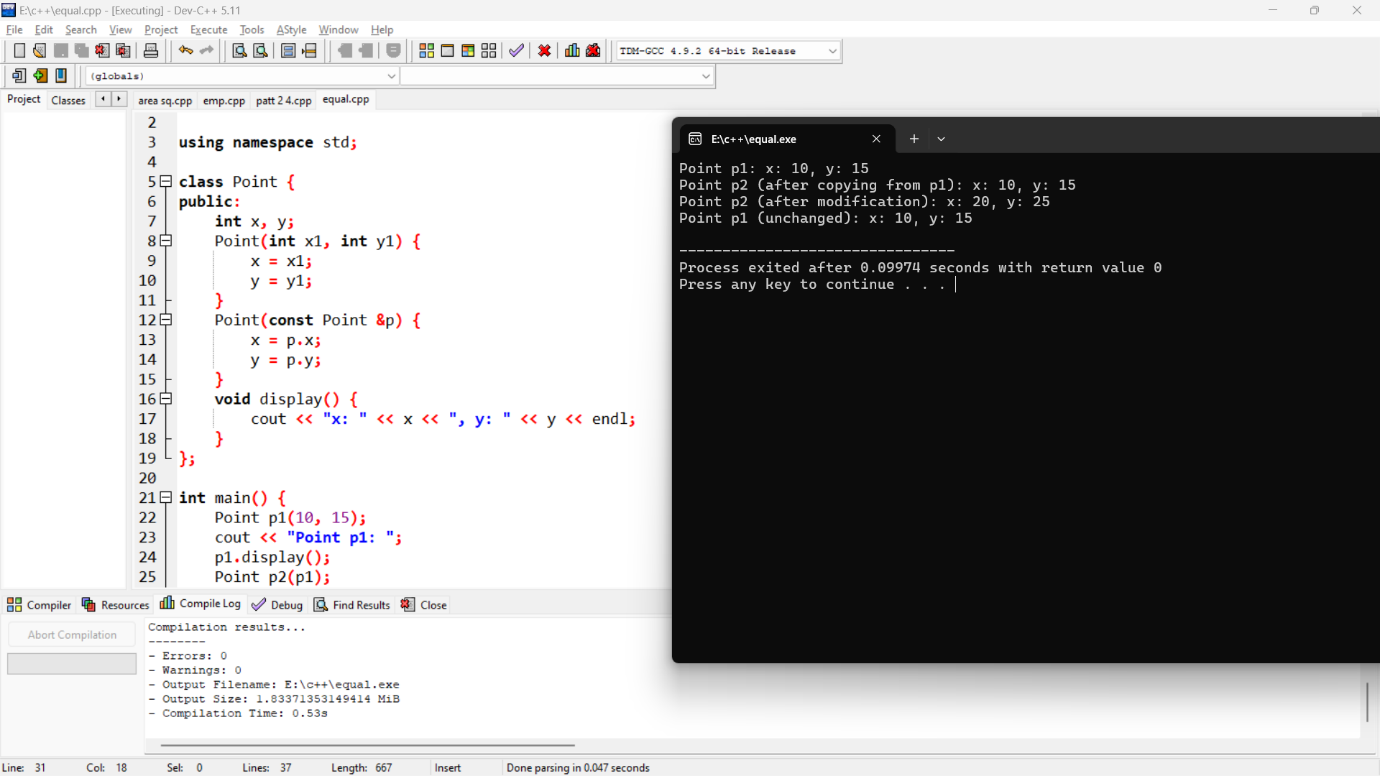 E:\c++\equal.cpp - [Executing] - Dev-C++ 5.11
File Edit Search View Project Execute Tools AStyle Window Help
TDM-GCC 4.9.2 64-bit Release
(globals)
Project Classes area sq.cpp emp.cpp patt 2 4.cpp equal.cpp
2
3 using namespace std;
4
5 class Point {
6 public:
7 int x, y;
8 Point(int x1, int y1) {
9 x = x1;
10 y = y1;
11 }
12 Point(const Point &p) {
13 x = p.x;
14 y = p.y;
15 }
16 void display() {
17 cout << "x: " << x << ", y: " << y << endl;
18 }
19 };
20
21 int main() {
22 Point p1(10, 15);
23 cout << "Point p1: ";
24 p1.display();
25 Point p2(p1);
E:\c++\equal.exe
Point p1: x: 10, y: 15
Point p2 (after copying from p1): x: 10, y: 15
Point p2 (after modification): x: 20, y: 25
Point p1 (unchanged): x: 10, y: 15
--------------------------------
Process exited after 0.09974 seconds with return value 0
Press any key to continue . . .
Compiler Resources Compile Log Debug Find Results Close
Abort Compilation
Compilation results...
--------
- Errors: 0
- Warnings: 0
- Output Filename: E:\c++\equal.exe
- Output Size: 1.83371353149414 MiB
- Compilation Time: 0.53s
Line: 31 Col: 18 Sel: 0 Lines: 37 Length: 667 Insert Done parsing in 0.047 seconds